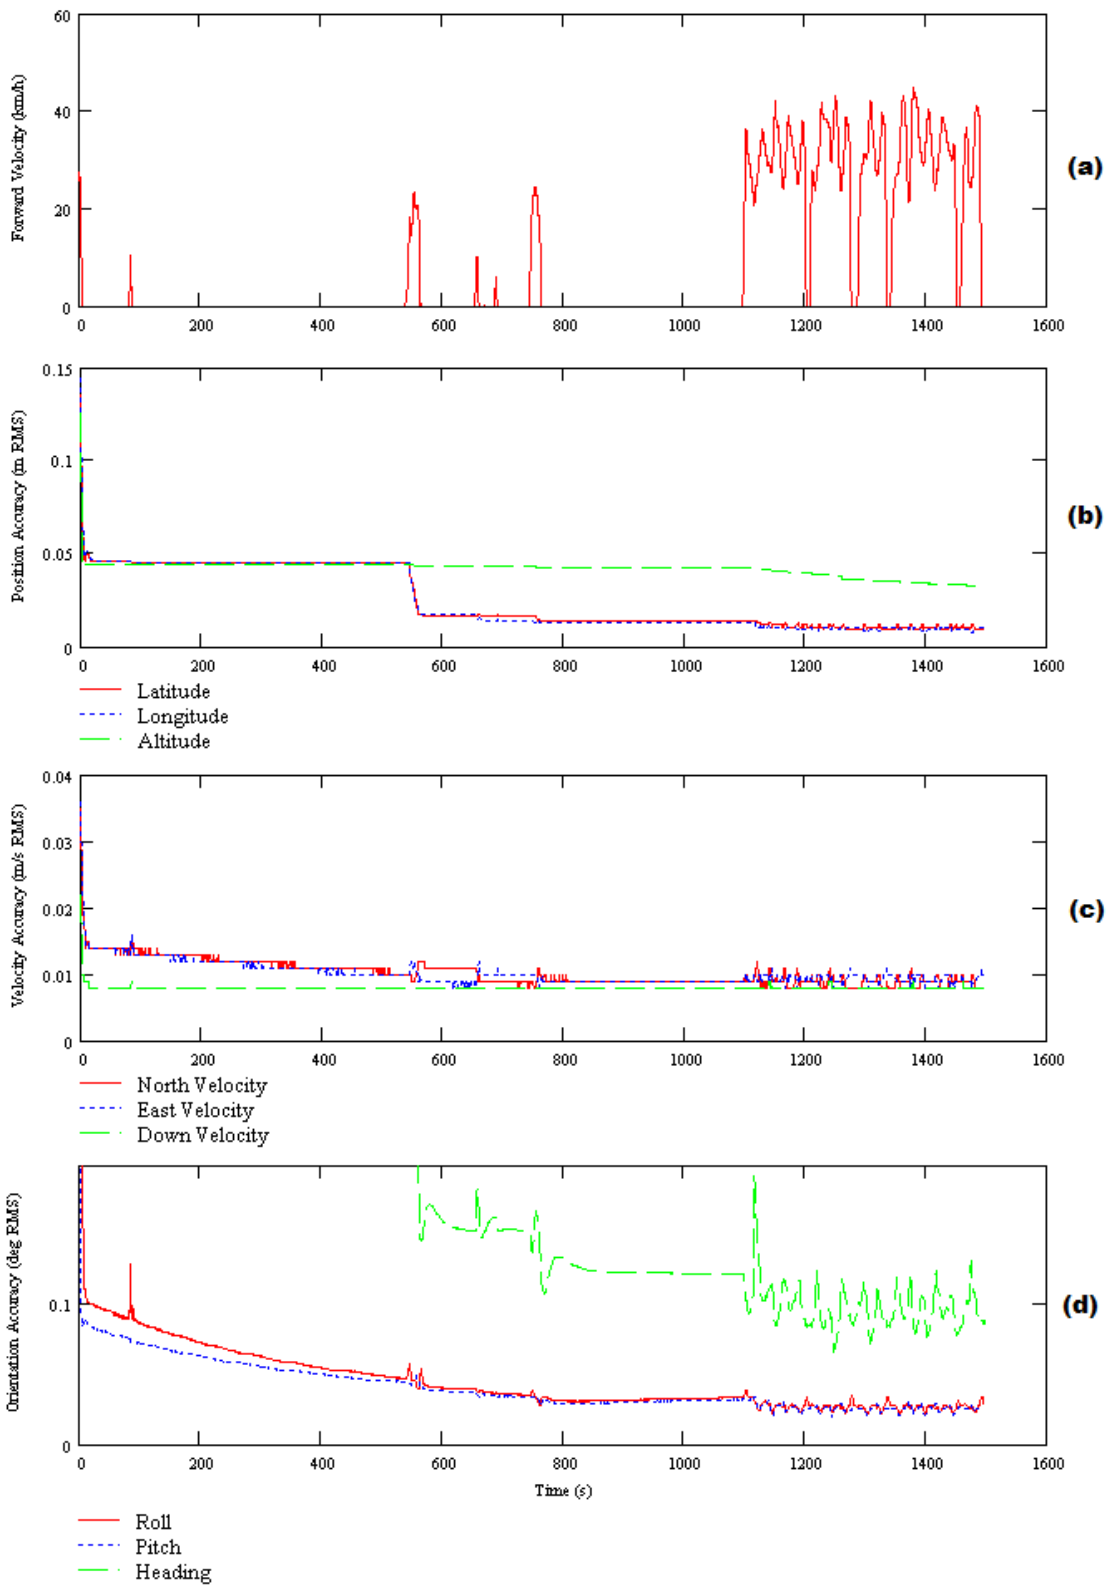 60
40
20
0
Forward Velocity (km/h)
0 200 400 600 800 1000 1200 1400 1600
(a)
0.15
0.1
0.05
0
Position Accuracy (m RMS)
0 200 400 600 800 1000 1200 1400 1600
(b)
Latitude
Longitude
Altitude
0.04
0.03
0.02
0.01
0
Velocity Accuracy (m/s RMS)
0 200 400 600 800 1000 1200 1400 1600
(c)
North Velocity
East Velocity
Down Velocity
0.1
0
Orientation Accuracy (deg RMS)
0 200 400 600 800 1000 1200 1400 1600
Time (s)
(d)
Roll
Pitch
Heading